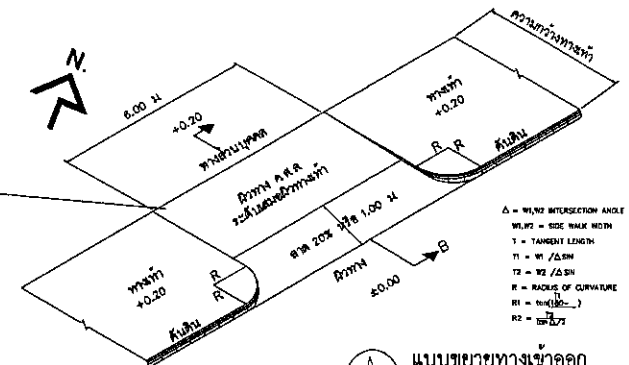 N.
ความกว้างทางเท้า
6.00 ม
+0.20
ทางส่วนบุคคล
ทางเท้า
+0.20
คันหิน
R
R
ผิวทาง ค.ส.ล.
ระดับเสมอผิวทางเท้า
ลาด 20% หรือ 1.00 ม
ผิวทาง
±0.00
B
ทางเท้า
+0.20
R
R
คันหิน
Δ = W1,W2 INTERSECTION ANGLE
W1,W2 = SIDE WALK WIDTH
T = TANGENT LENGTH
T1 = W1 /Δ SIN
T2 = W2 /Δ SIN
R = RADIUS OF CURVATURE
R1 =
R2 =
A
แบบขยายทางเข้าออก